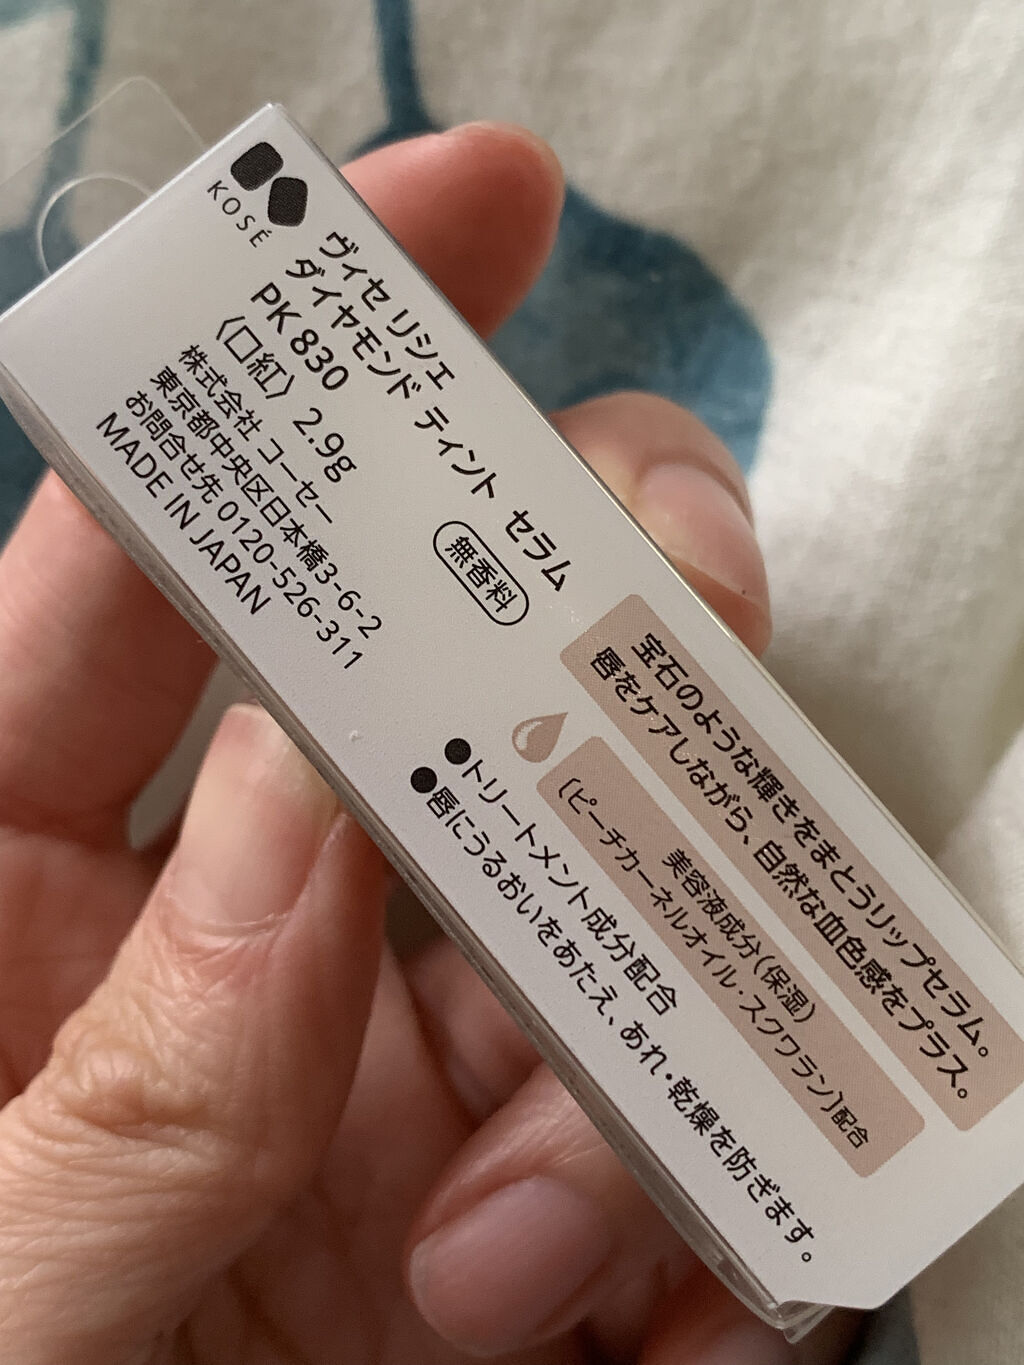 KOSÉ
ヴィセ リシェ
ダイヤモンド ティント セラム
PK 830
〈口紅〉 2.9g
無香料
株式会社 コーセー
東京都中央区日本橋3-6-2
お問合せ先 0120-526-311
MADE IN JAPAN
宝石のような輝きをまとうリップセラム。
唇をケアしながら、自然な血色感をプラス。
美容液成分(保湿)
(ピーチカーネルオイル・スクワラン)配合
●トリートメント成分配合
●唇にうるおいをあたえ、あれ・乾燥を防ぎます。